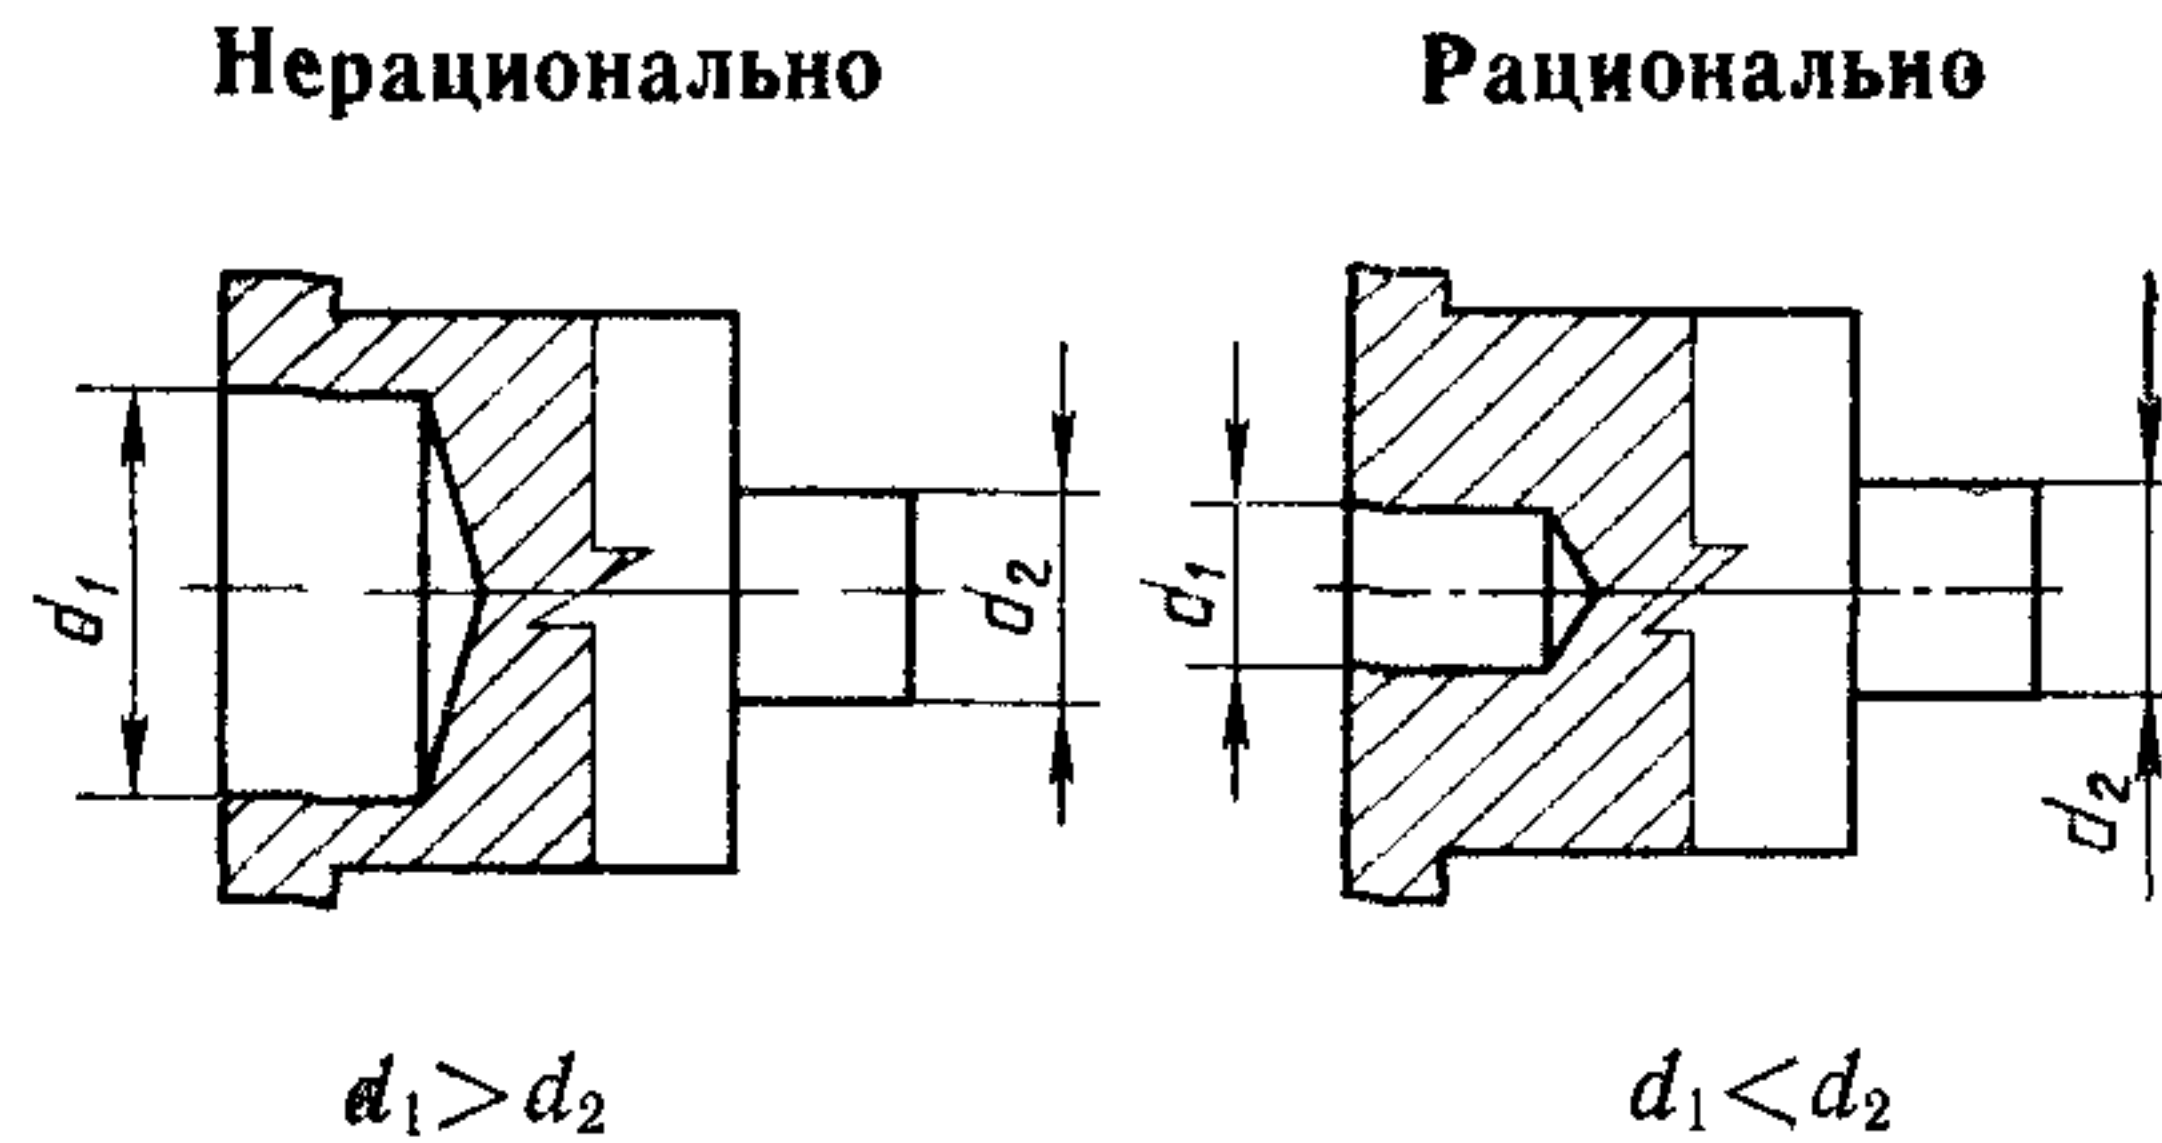 Нерационально Рационально
d₁ d₂ d₁ d₂
d₁>d₂ d₁<d₂